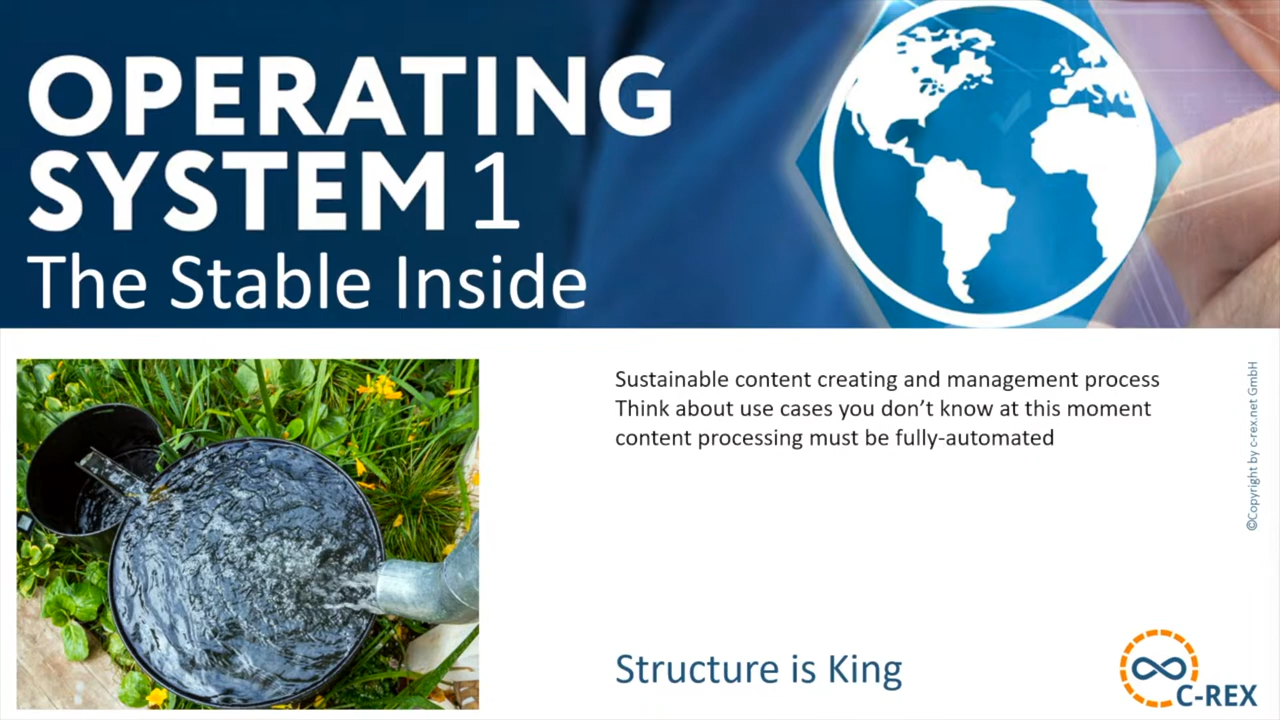 OPERATING
SYSTEM 1
The Stable Inside
Sustainable content creating and management process
Think about use cases you don’t know at this moment
content processing must be fully-automated
©Copyright by c-rex.net GmbH
Structure is King
C-REX